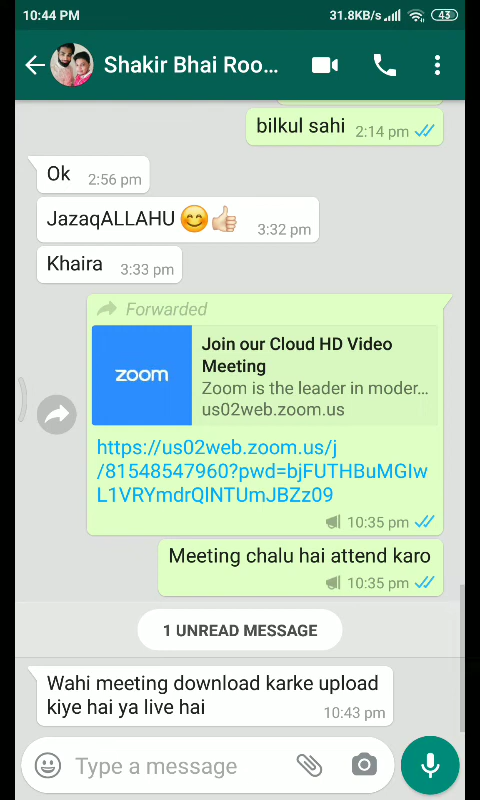 10:44 PM 31.8KB/s 43
Shakir Bhai Roo...
bilkul sahi 2:14 pm
Ok 2:56 pm
JazaqALLAHU 😊👍🏻 3:32 pm
Khaira 3:33 pm
Forwarded
zoom
Join our Cloud HD Video
Meeting
Zoom is the leader in moder...
us02web.zoom.us
https://us02web.zoom.us/j
/81548547960?pwd=bjFUTHBuMGIw
L1VRYmdrQlNTUmJBZz09
10:35 pm
Meeting chalu hai attend karo
10:35 pm
1 UNREAD MESSAGE
Wahi meeting download karke upload
kiye hai ya live hai
10:43 pm
Type a message